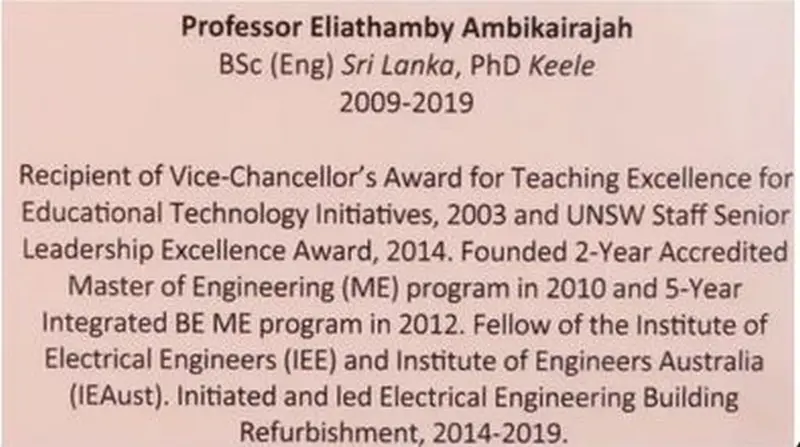 Professor Eliathamby Ambikairajah
BSc (Eng) Sri Lanka, PhD Keele
2009-2019
Recipient of Vice-Chancellor's Award for Teaching Excellence for
Educational Technology Initiatives, 2003 and UNSW Staff Senior
Leadership Excellence Award, 2014. Founded 2-Year Accredited
Master of Engineering (ME) program in 2010 and 5-Year
Integrated BE ME program in 2012. Fellow of the Institute of
Electrical Engineers (IEE) and Institute of Engineers Australia
(IEAust). Initiated and led Electrical Engineering Building
Refurbishment, 2014-2019.